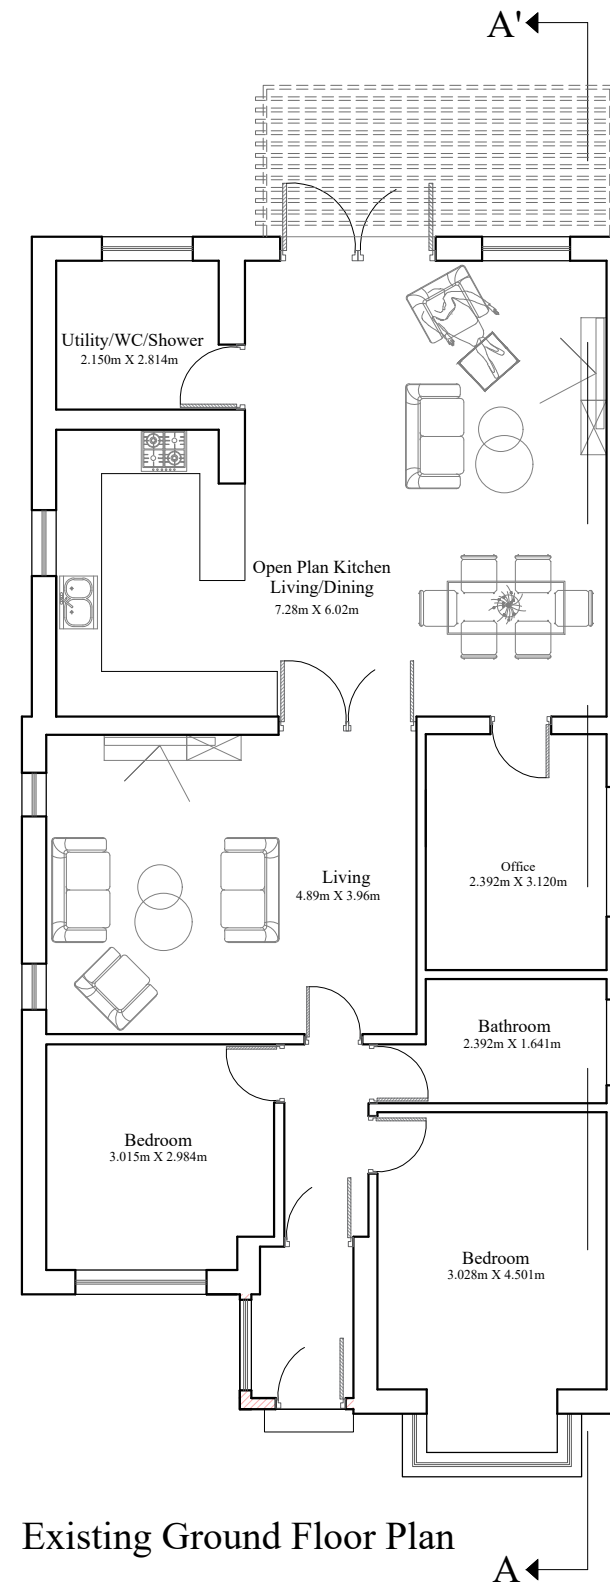 A'
Utility/WC/Shower
2.150m X 2.814m
Open Plan Kitchen
Living/Dining
7.28m X 6.02m
Living
4.89m X 3.96m
Office
2.392m X 3.120m
Bathroom
2.392m X 1.641m
Bedroom
3.015m X 2.984m
Bedroom
3.028m X 4.501m
Existing Ground Floor Plan
A